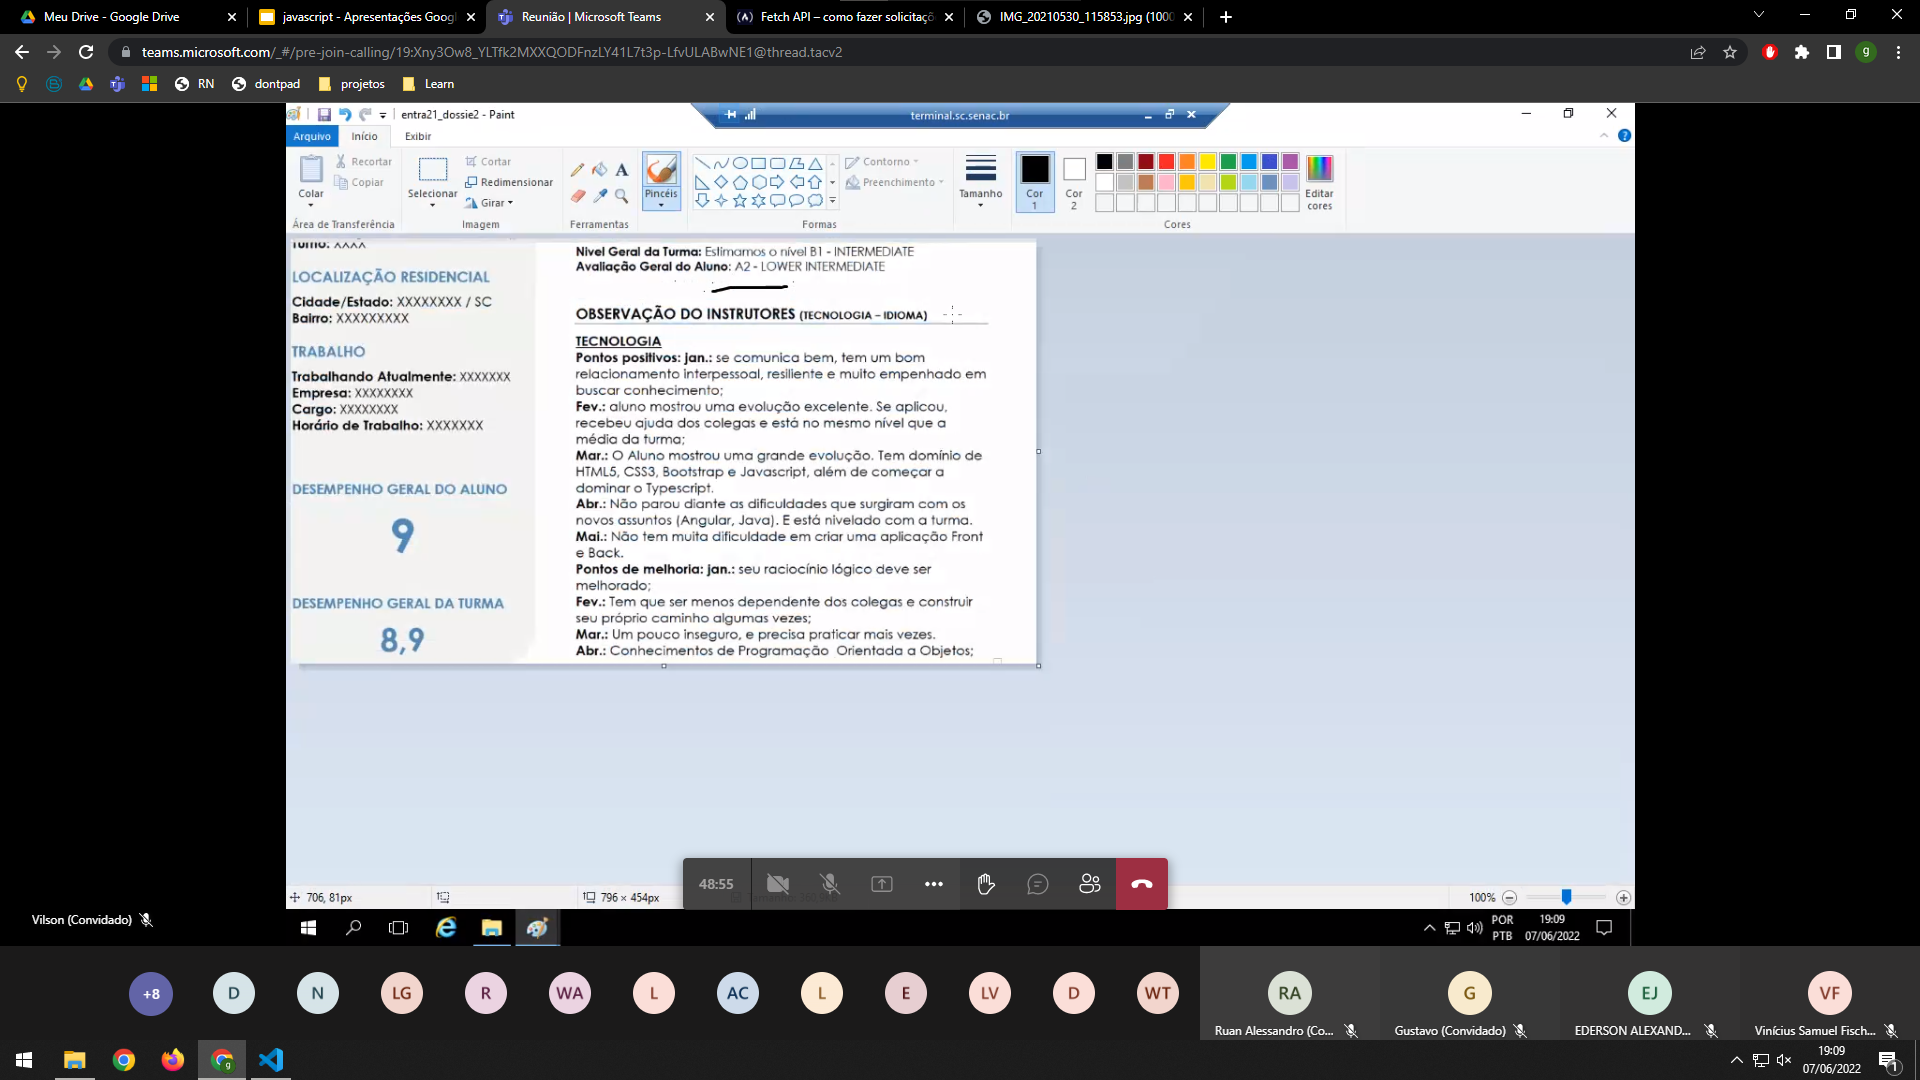 Meu Drive - Google Drive
javascript - Apresentações Goog
Reunião | Microsoft Teams
Fetch API – como fazer solicitaçõ
IMG_20210530_115853.jpg (1000
teams.microsoft.com/_#/pre-join-calling/19:Xny3Ow8_YLTfk2MXXQODFnzLY41L7t3p-LfvULABwNE1@thread.tacv2
g
RN
dontpad
projetos
Learn
entra21_dossie2 - Paint
terminal.sc.senac.br
Arquivo
Início
Exibir
Colar
Recortar
Copiar
Área de Transferência
Selecionar
Cortar
Redimensionar
Girar
Imagem
Ferramentas
Pincéis
Contorno
Preenchimento
Formas
Tamanho
Cor 1
Cor 2
Editar cores
Cores
Turno: XXXX
LOCALIZAÇÃO RESIDENCIAL
Cidade/Estado: XXXXXXXX / SC
Bairro: XXXXXXXXX
TRABALHO
Trabalhando Atualmente: XXXXXXX
Empresa: XXXXXXXX
Cargo: XXXXXXXX
Horário de Trabalho: XXXXXXX
DESEMPENHO GERAL DO ALUNO
9
DESEMPENHO GERAL DA TURMA
8,9
Nivel Geral da Turma: Estimamos o nível B1 - INTERMEDIATE
Avaliação Geral do Aluno: A2 - LOWER INTERMEDIATE
OBSERVAÇÃO DO INSTRUTORES (TECNOLOGIA – IDIOMA)
TECNOLOGIA
Pontos positivos: jan.: se comunica bem, tem um bom
relacionamento interpessoal, resiliente e muito empenhado em
buscar conhecimento;
Fev.: aluno mostrou uma evolução excelente. Se aplicou,
recebeu ajuda dos colegas e está no mesmo nível que a
média da turma;
Mar.: O Aluno mostrou uma grande evolução. Tem domínio de
HTML5, CSS3, Bootstrap e Javascript, além de começar a
dominar o Typescript.
Abr.: Não parou diante as dificuldades que surgiram com os
novos assuntos (Angular, Java). E está nivelado com a turma.
Mai.: Não tem muita dificuldade em criar uma aplicação Front
e Back.
Pontos de melhoria: jan.: seu raciocínio lógico deve ser
melhorado;
Fev.: Tem que ser menos dependente dos colegas e construir
seu próprio caminho algumas vezes;
Mar.: Um pouco inseguro, e precisa praticar mais vezes.
Abr.: Conhecimentos de Programação Orientada a Objetos;
706, 81px
796 × 454px
48:55
100%
Vilson (Convidado)
POR
PTB
19:09
07/06/2022
+8
D
N
LG
R
WA
L
AC
L
E
LV
D
WT
RA
G
EJ
VF
Ruan Alessandro (Co...
Gustavo (Convidado)
EDERSON ALEXAND...
Vinícius Samuel Fisch...
19:09
07/06/2022
1